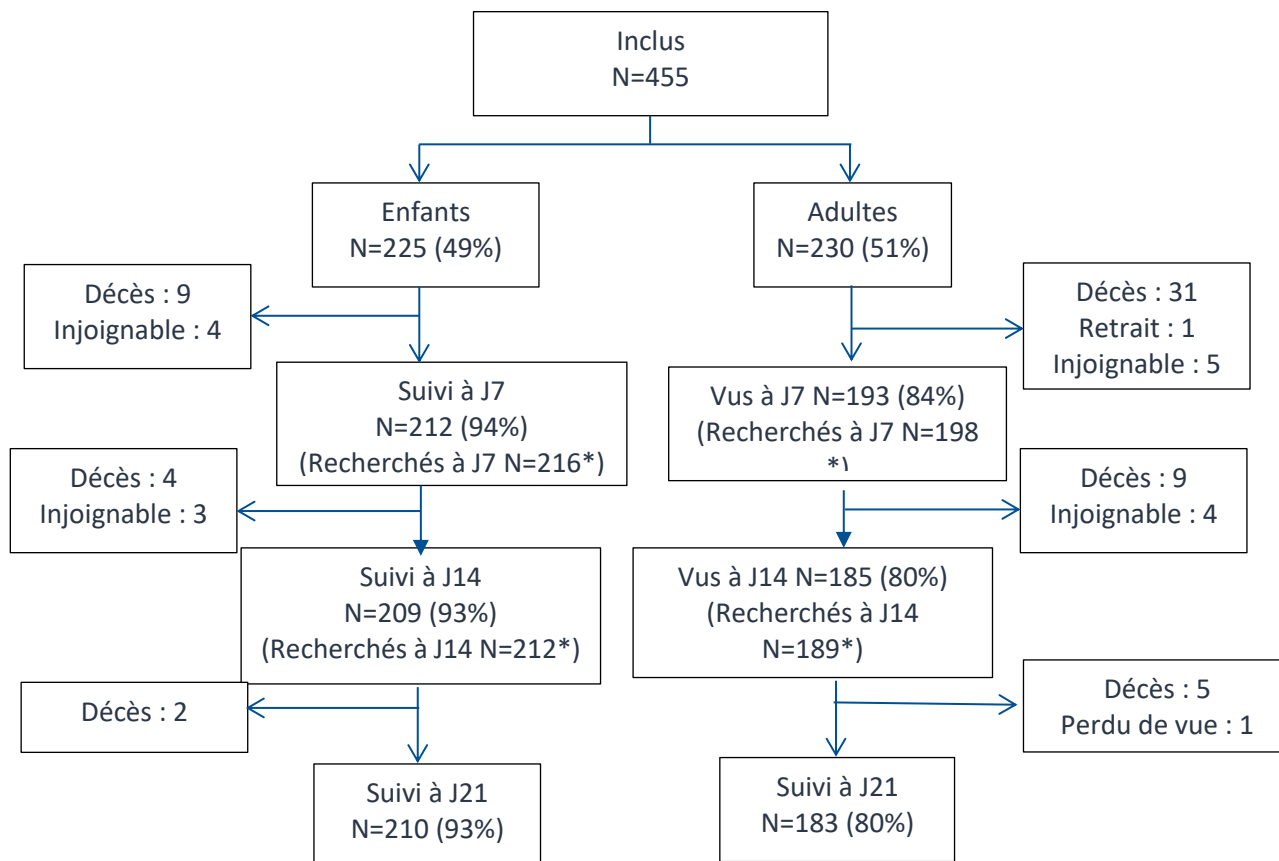 Inclus
N=455
Enfants
N=225 (49%)
Adultes
N=230 (51%)
Décès : 9
Injoignable : 4
Décès : 31
Retrait : 1
Injoignable : 5
Suivi à J7
N=212 (94%)
(Recherchés à J7 N=216*)
Vus à J7 N=193 (84%)
(Recherchés à J7 N=198
*)
Décès : 4
Injoignable : 3
Décès : 9
Injoignable : 4
Suivi à J14
N=209 (93%)
(Recherchés à J14 N=212*)
Vus à J14 N=185 (80%)
(Recherchés à J14
N=189*)
Décès : 2
Décès : 5
Perdu de vue : 1
Suivi à J21
N=210 (93%)
Suivi à J21
N=183 (80%)